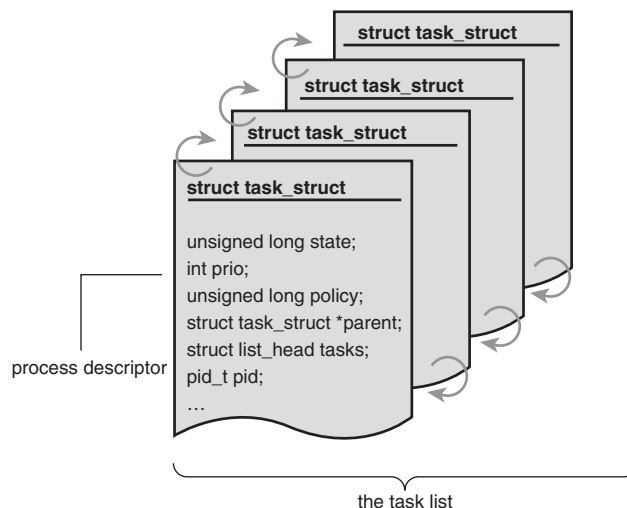 struct task_struct
struct task_struct
struct task_struct
struct task_struct
unsigned long state;
int prio;
unsigned long policy;
struct task_struct *parent;
struct list_head tasks;
pid_t pid;
…
process descriptor
the task list